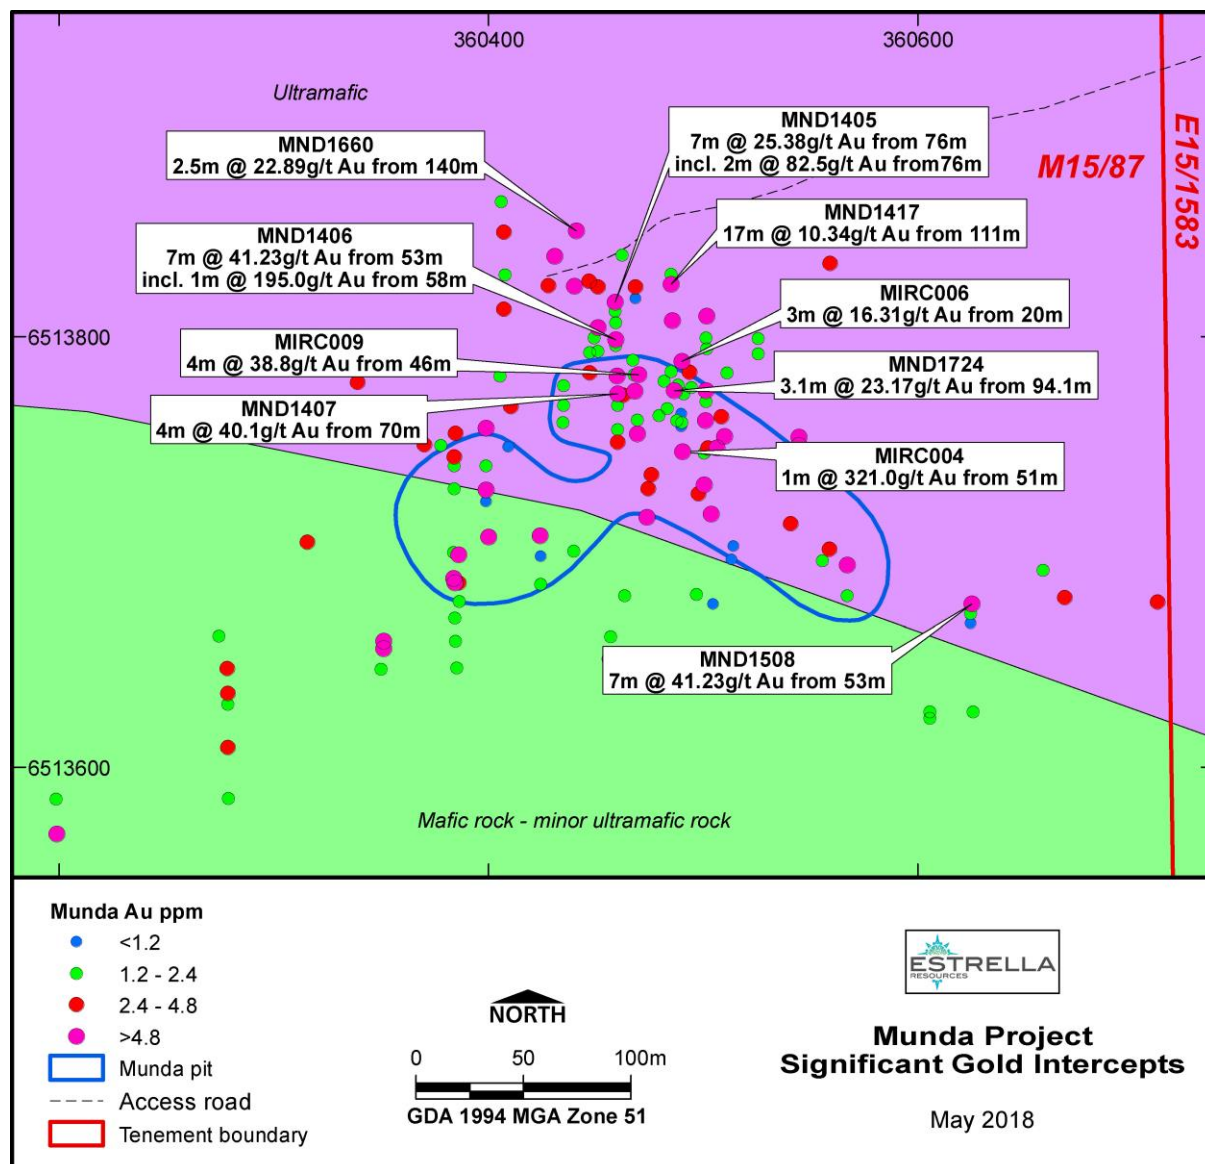 360400
360600
Ultramafic
MND1405
7m @ 25.38g/t Au from 76m
incl. 2m @ 82.5g/t Au from76m
MND1660
2.5m @ 22.89g/t Au from 140m
M15/87
E15/1583
MND1417
17m @ 10.34g/t Au from 111m
MND1406
7m @ 41.23g/t Au from 53m
incl. 1m @ 195.0g/t Au from 58m
MIRC006
3m @ 16.31g/t Au from 20m
6513800
MIRC009
4m @ 38.8g/t Au from 46m
MND1724
3.1m @ 23.17g/t Au from 94.1m
MND1407
4m @ 40.1g/t Au from 70m
MIRC004
1m @ 321.0g/t Au from 51m
MND1508
7m @ 41.23g/t Au from 53m
6513600
Mafic rock - minor ultramafic rock
Munda Au ppm
<1.2
1.2 - 2.4
2.4 - 4.8
>4.8
Munda pit
Access road
Tenement boundary
NORTH
0 50 100m
GDA 1994 MGA Zone 51
ESTRELLA
RESOURCES
Munda Project
Significant Gold Intercepts
May 2018